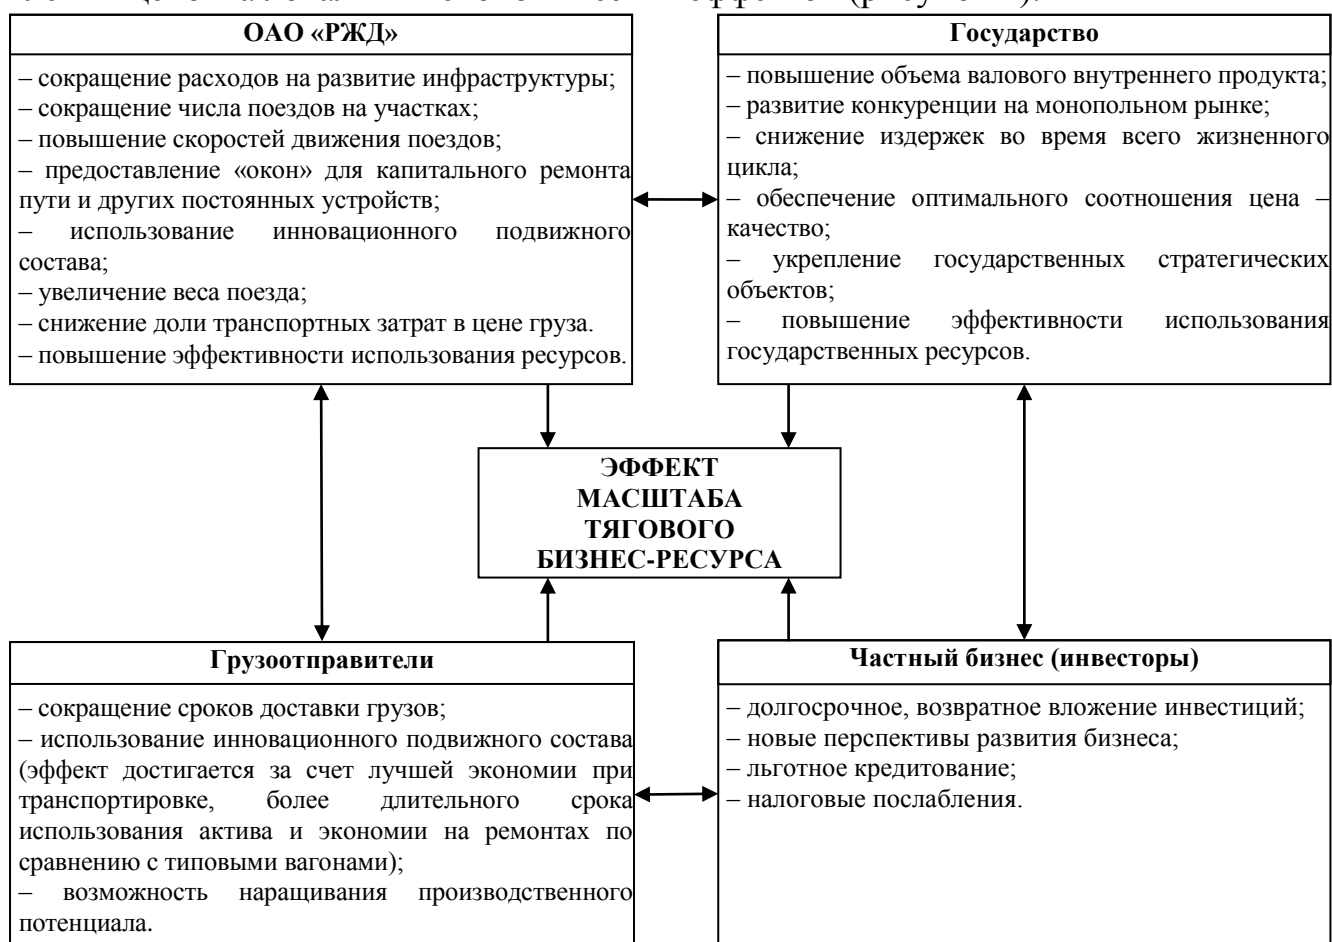 ОАО «РЖД»
– сокращение расходов на развитие инфраструктуры;
– сокращение числа поездов на участках;
– повышение скоростей движения поездов;
– предоставление «окон» для капитального ремонта
пути и других постоянных устройств;
– использование инновационного подвижного
состава;
– увеличение веса поезда;
– снижение доли транспортных затрат в цене груза.
– повышение эффективности использования ресурсов.
Государство
– повышение объема валового внутреннего продукта;
– развитие конкуренции на монопольном рынке;
– снижение издержек во время всего жизненного
цикла;
– обеспечение оптимального соотношения цена –
качество;
– укрепление государственных стратегических
объектов;
– повышение эффективности использования
государственных ресурсов.
ЭФФЕКТ
МАСШТАБА
ТЯГОВОГО
БИЗНЕС-РЕСУРСА
Грузоотправители
– сокращение сроков доставки грузов;
– использование инновационного подвижного состава
(эффект достигается за счет лучшей экономии при
транспортировке, более длительного срока
использования актива и экономии на ремонтах по
сравнению с типовыми вагонами);
– возможность наращивания производственного
потенциала.
Частный бизнес (инвесторы)
– долгосрочное, возвратное вложение инвестиций;
– новые перспективы развития бизнеса;
– льготное кредитование;
– налоговые послабления.